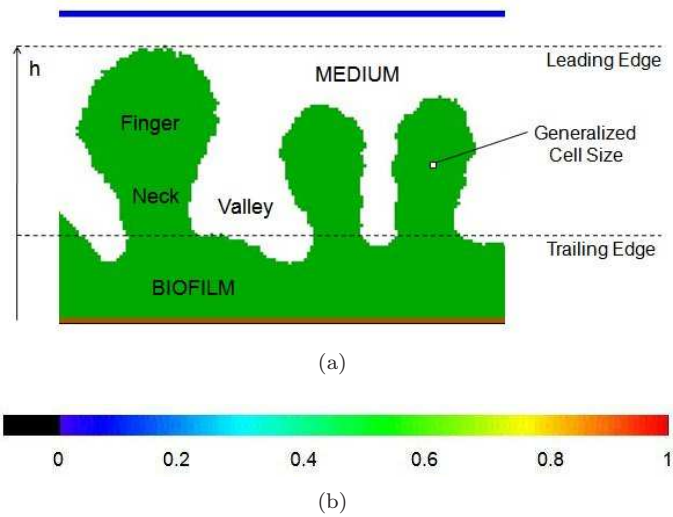 h
MEDIUM
Leading Edge
Finger
Generalized
Cell Size
Neck
Valley
Trailing Edge
BIOFILM
(a)
0 0.2 0.4 0.6 0.8 1
(b)